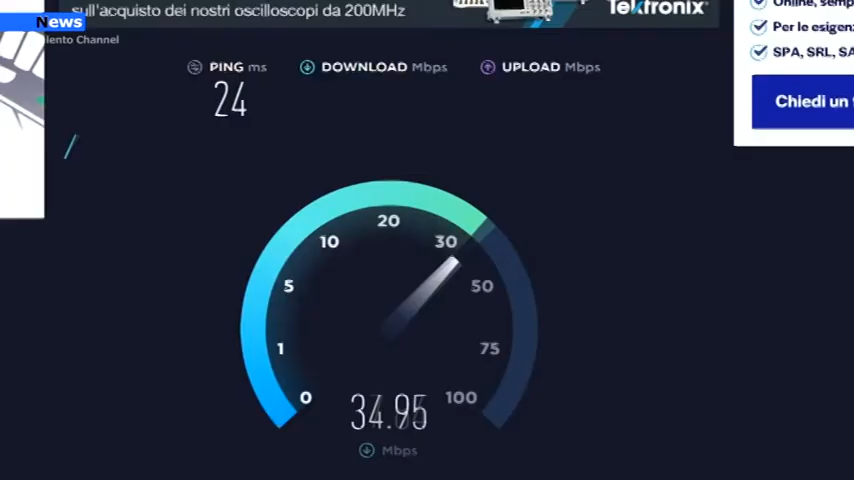 sull'acquisto dei nostri oscilloscopi da 200MHz
Tektronix
News
lento Channel
Online, semp
Per le esigenz
SPA, SRL, SA
Chiedi un
PING ms
DOWNLOAD Mbps
UPLOAD Mbps
24
20
10
30
5
50
1
75
0
100
34.95
Mbps